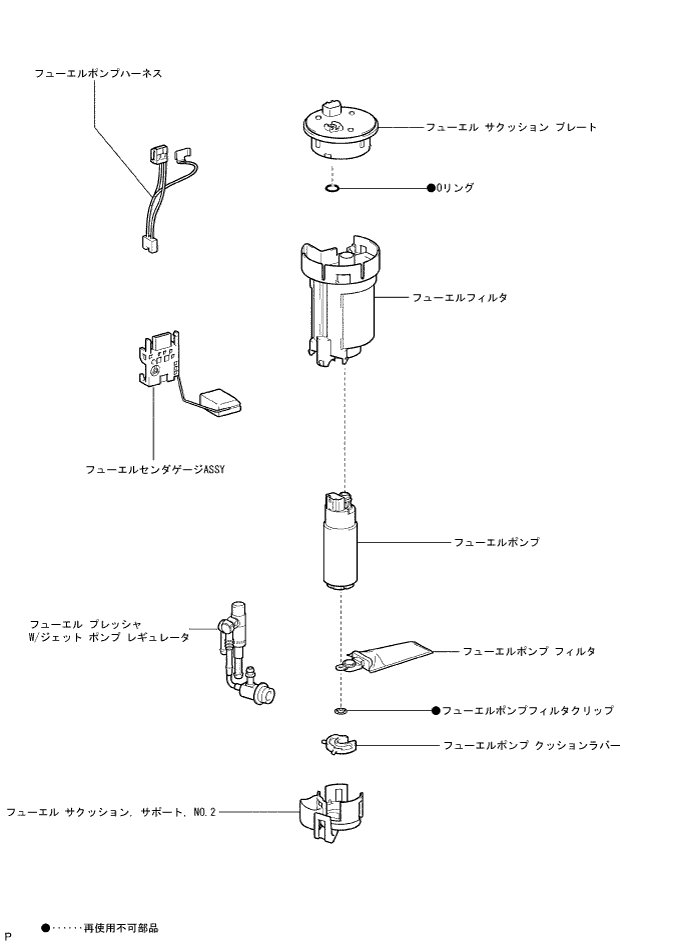 フューエルポンプハーネス
フューエル サクション プレート
●Oリング
フューエルフィルタ
フューエルセンダゲージASSY
フューエルポンプ
フューエル プレッシャ
W/ジェット ポンプ レギュレータ
フューエルポンプ フィルタ
●フューエルポンプフィルタクリップ
フューエルポンプ クッションラバー
フューエル サクッション, サポート, NO.2
●‥‥‥再使用不可部品
P